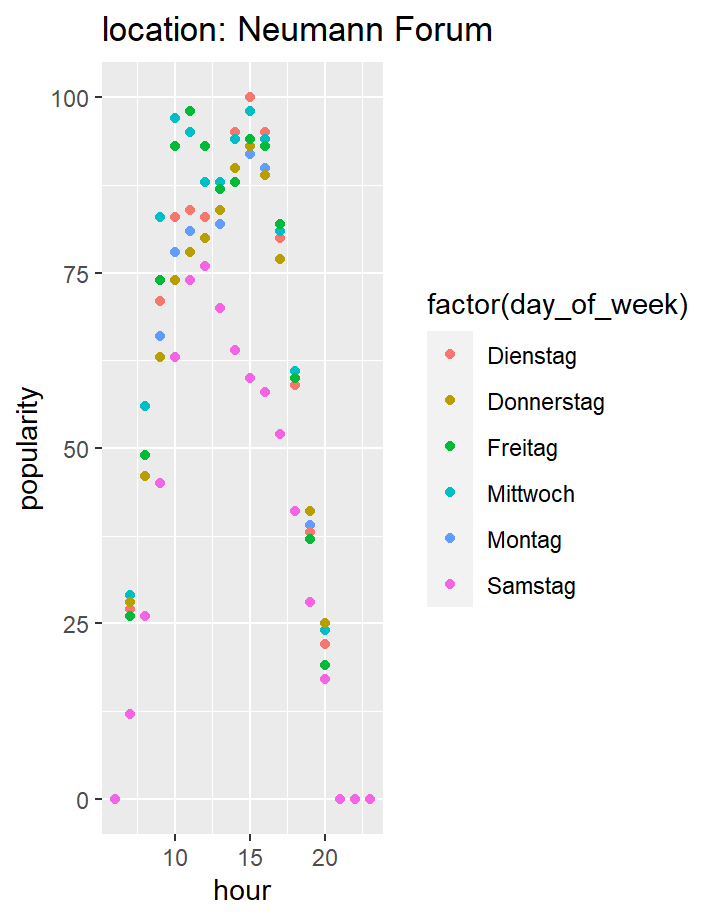 location: Neumann Forum
100
75
50
25
0
popularity
10 15 20
hour
factor(day_of_week)
Dienstag
Donnerstag
Freitag
Mittwoch
Montag
Samstag